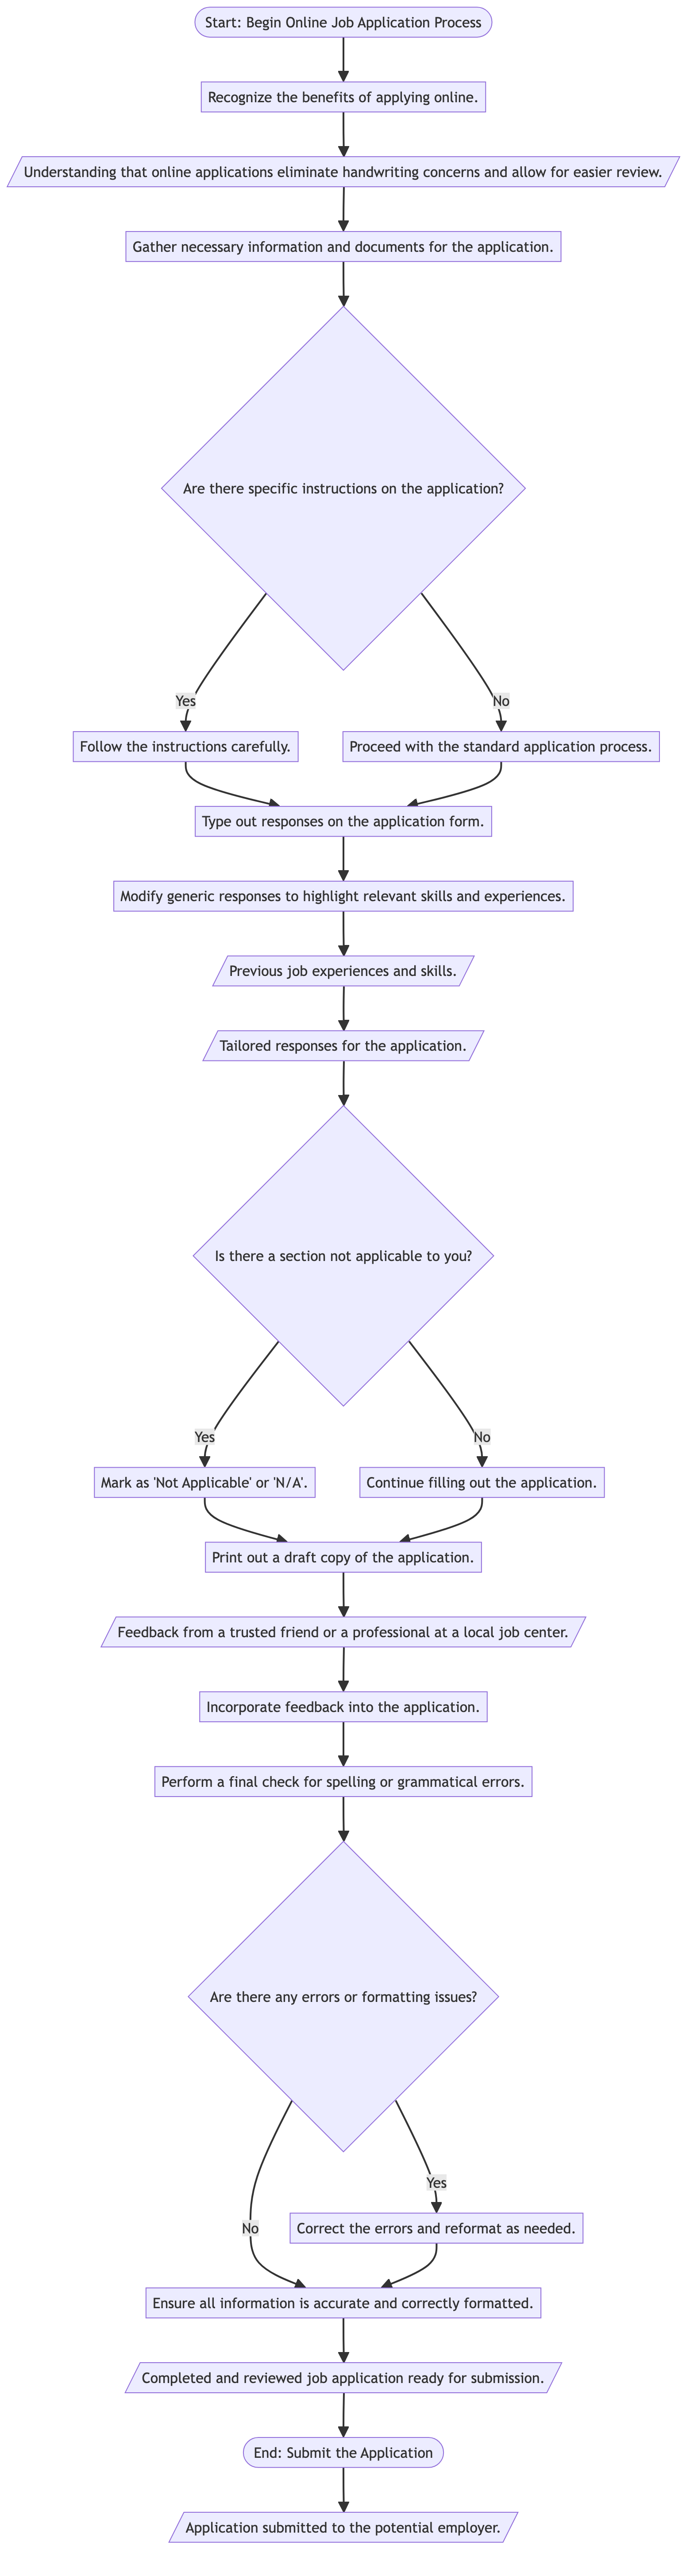 Start: Begin Online Job Application Process
Recognize the benefits of applying online.
Understanding that online applications eliminate handwriting concerns and allow for easier review.
Gather necessary information and documents for the application.
Are there specific instructions on the application?
Yes
No
Follow the instructions carefully.
Proceed with the standard application process.
Type out responses on the application form.
Modify generic responses to highlight relevant skills and experiences.
Previous job experiences and skills.
Tailored responses for the application.
Is there a section not applicable to you?
Yes
No
Mark as 'Not Applicable' or 'N/A'.
Continue filling out the application.
Print out a draft copy of the application.
Feedback from a trusted friend or a professional at a local job center.
Incorporate feedback into the application.
Perform a final check for spelling or grammatical errors.
Are there any errors or formatting issues?
Yes
No
Correct the errors and reformat as needed.
Ensure all information is accurate and correctly formatted.
Completed and reviewed job application ready for submission.
End: Submit the Application
Application submitted to the potential employer.